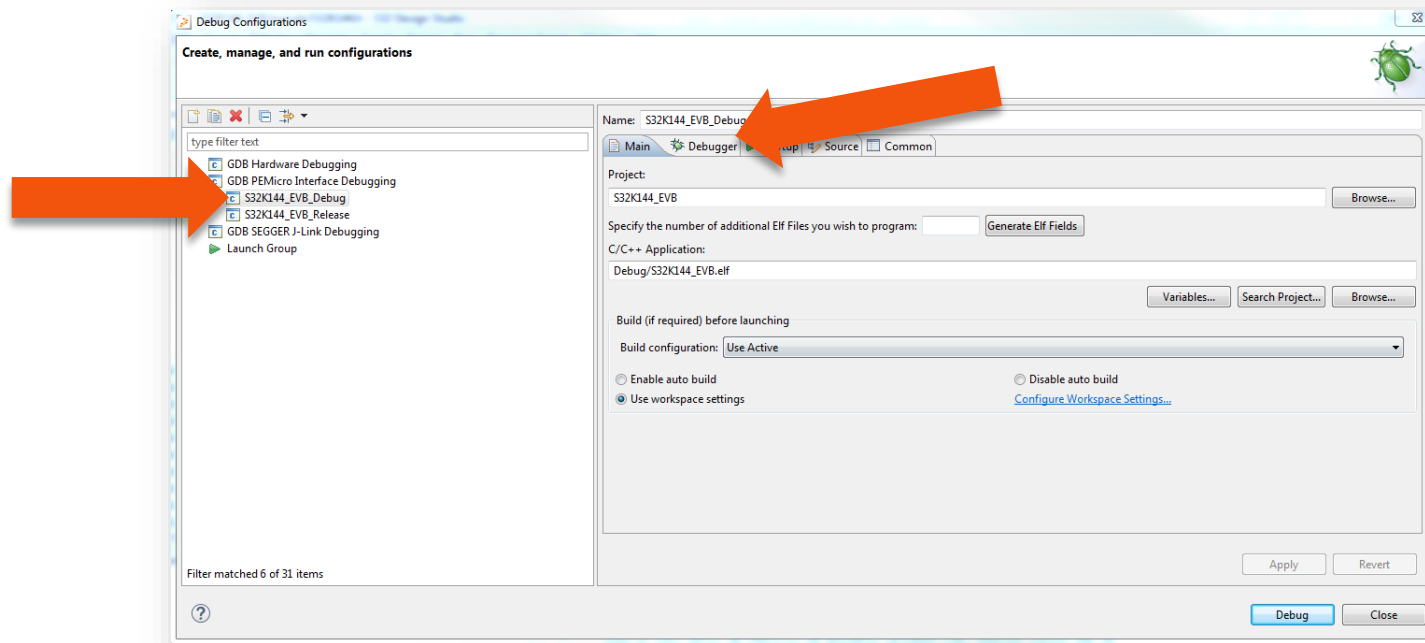 Debug Configurations
Create, manage, and run configurations
type filter text
GDB Hardware Debugging
GDB PEMicro Interface Debugging
S32K144_EVB_Debug
S32K144_EVB_Release
GDB SEGGER J-Link Debugging
Launch Group
Filter matched 6 of 31 items
Name: S32K144_EVB_Debug
Main Debugger Source Common
Project:
S32K144_EVB Browse...
Specify the number of additional Elf Files you wish to program: Generate Elf Fields
C/C++ Application:
Debug/S32K144_EVB.elf
Variables... Search Project... Browse...
Build (if required) before launching
Build configuration: Use Active
Enable auto build Disable auto build
Use workspace settings Configure Workspace Settings...
Apply Revert
Debug Close